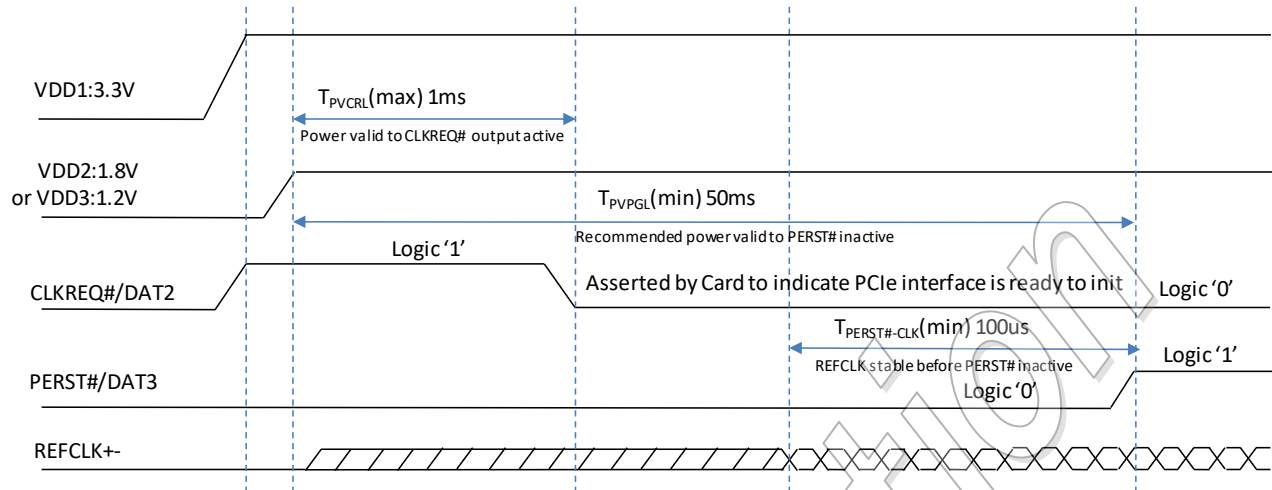 VDD1:3.3V
TPVCRL(max) 1ms
Power valid to CLKREQ# output active
VDD2:1.8V
or VDD3:1.2V
TPVPGL(min) 50ms
Recommended power valid to PERST# inactive
Logic ‘1’
CLKREQ#/DAT2
Asserted by Card to indicate PCIe interface is ready to init
Logic ‘0’
TPERST#-CLK(min) 100us
REFCLK stable before PERST# inactive
Logic ‘1’
PERST#/DAT3
Logic ‘0’
REFCLK+-
tion